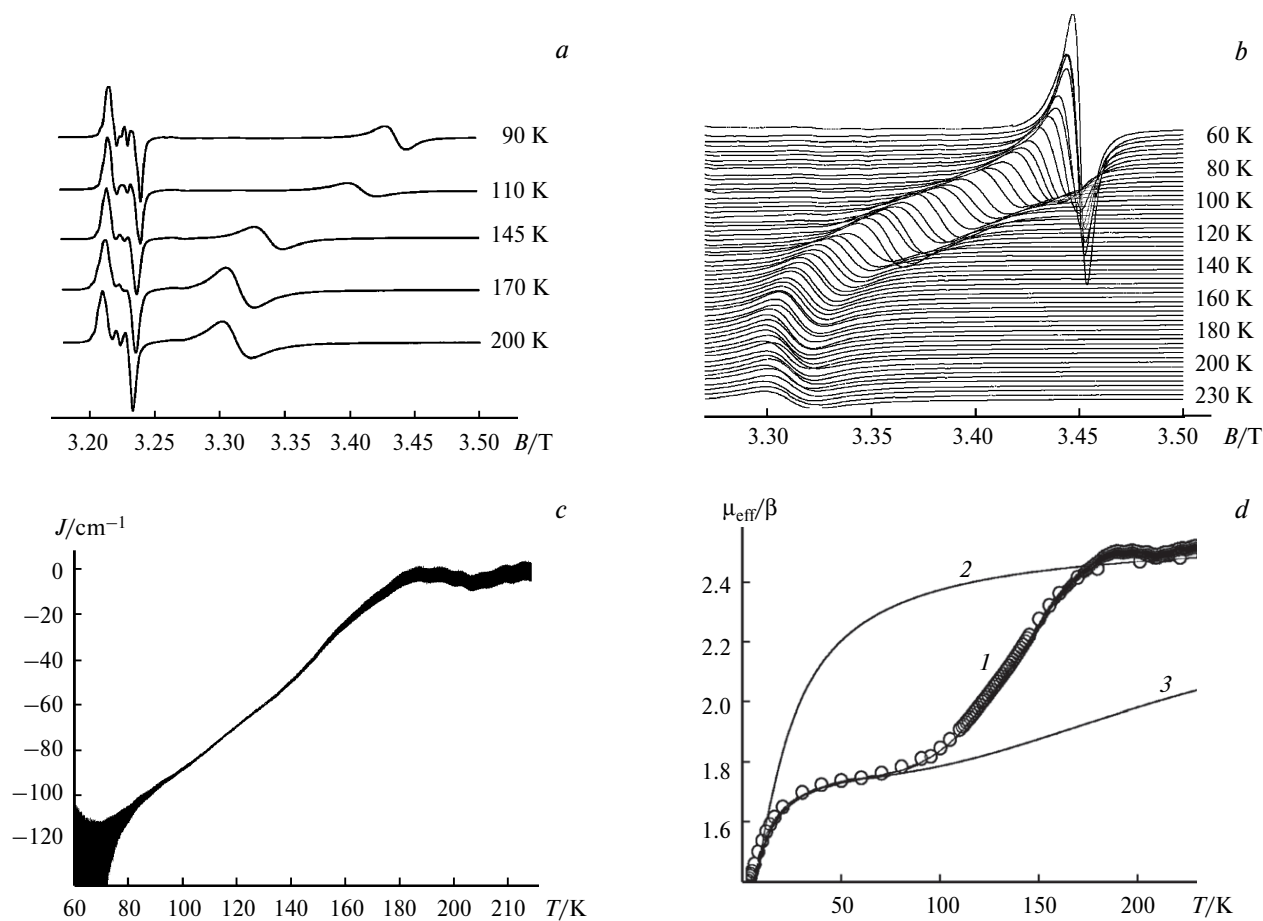 a
90 K
110 K
145 K
170 K
200 K
3.20 3.25 3.30 3.35 3.40 3.45 3.50 B/T
b
60 K
80 K
100 K
120 K
140 K
160 K
180 K
200 K
230 K
3.30 3.35 3.40 3.45 3.50 B/T
J/cm⁻¹
c
0
−20
−40
−60
−80
−100
−120
60 80 100 120 140 160 180 200 210 T/K
μeff/β
d
2.4
2.2
2.0
1.8
1.6
2
1
3
50 100 150 200 T/K